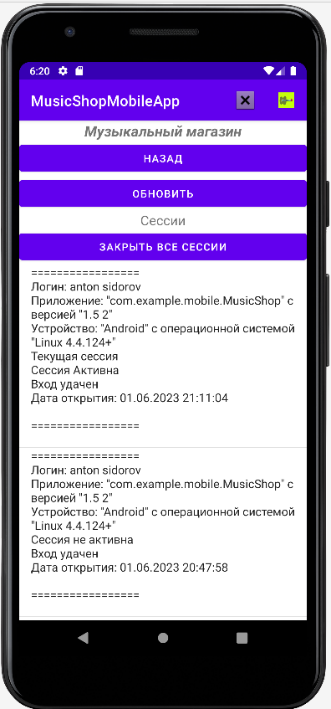 6:20
MusicShopMobileApp
Музыкальный магазин
НАЗАД
ОБНОВИТЬ
Сессии
ЗАКРЫТЬ ВСЕ СЕССИИ
=================
Логин: anton sidorov
Приложение: "com.example.mobile.MusicShop" с
версией "1.5 2"
Устройство: "Android" с операционной системой
"Linux 4.4.124+"
Текущая сессия
Сессия Активна
Вход удачен
Дата открытия: 01.06.2023 21:11:04
=================
=================
Логин: anton sidorov
Приложение: "com.example.mobile.MusicShop" с
версией "1.5 2"
Устройство: "Android" с операционной системой
"Linux 4.4.124+"
Сессия не активна
Вход удачен
Дата открытия: 01.06.2023 20:47:58
=================